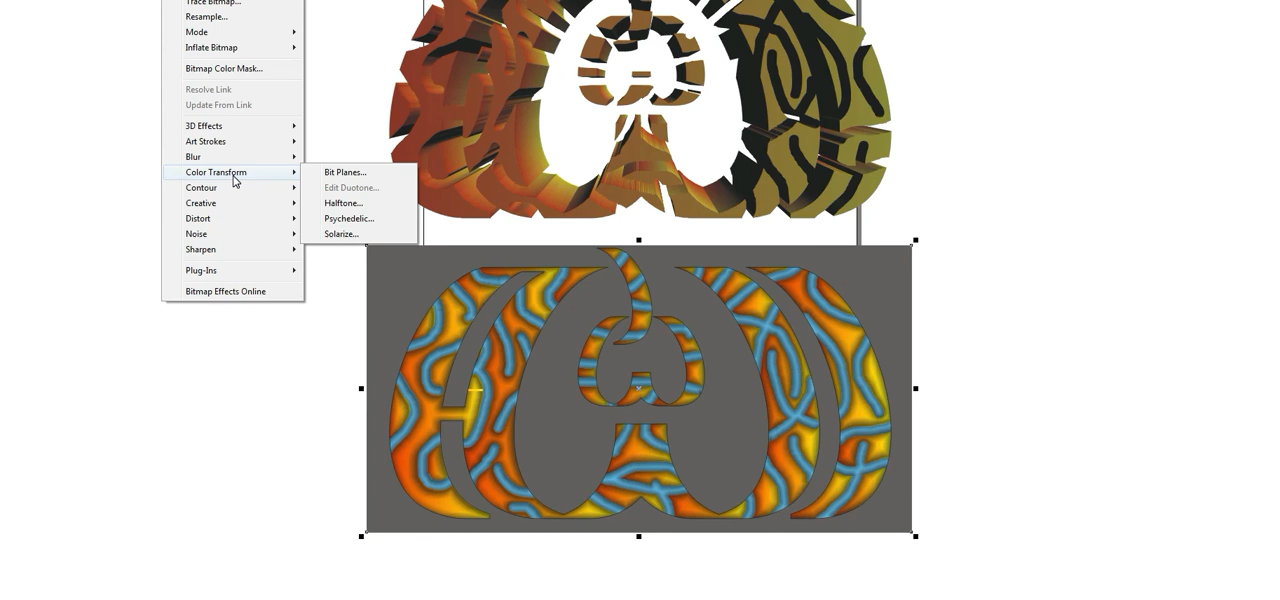 Trace Bitmap...
Resample...
Mode
Inflate Bitmap
Bitmap Color Mask...
Resolve Link
Update From Link
3D Effects
Art Strokes
Blur
Color Transform
Contour
Creative
Distort
Noise
Sharpen
Plug-Ins
Bitmap Effects Online
Bit Planes...
Edit Duotone...
Halftone...
Psychedelic...
Solarize...